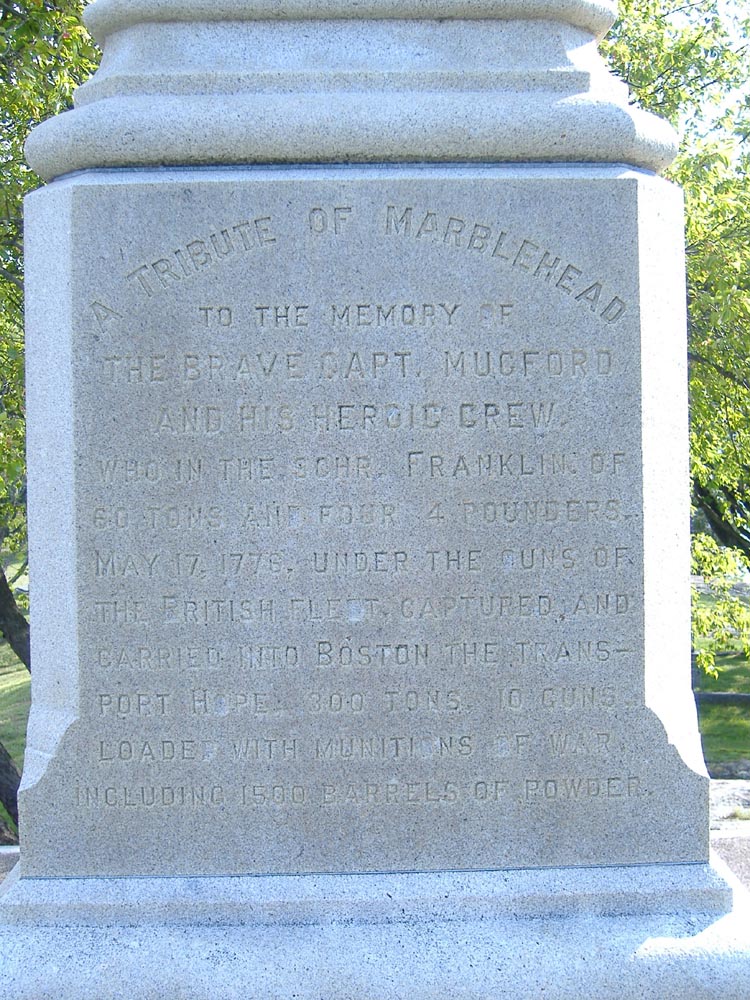 A TRIBUTE OF MARBLEHEAD
TO THE MEMORY OF
THE BRAVE CAPT. MUGFORD
AND HIS HEROIC CREW,
WHO IN THE SCHR. FRANKLIN, OF
60 TONS AND FOUR 4 POUNDERS,
MAY 17, 1776, UNDER THE GUNS OF
THE BRITISH FLEET, CAPTURED, AND
CARRIED INTO BOSTON THE TRANS-
PORT HOPE, 300 TONS, 10 GUNS,
LOADED WITH MUNITIONS OF WAR,
INCLUDING 1500 BARRELS OF POWDER.